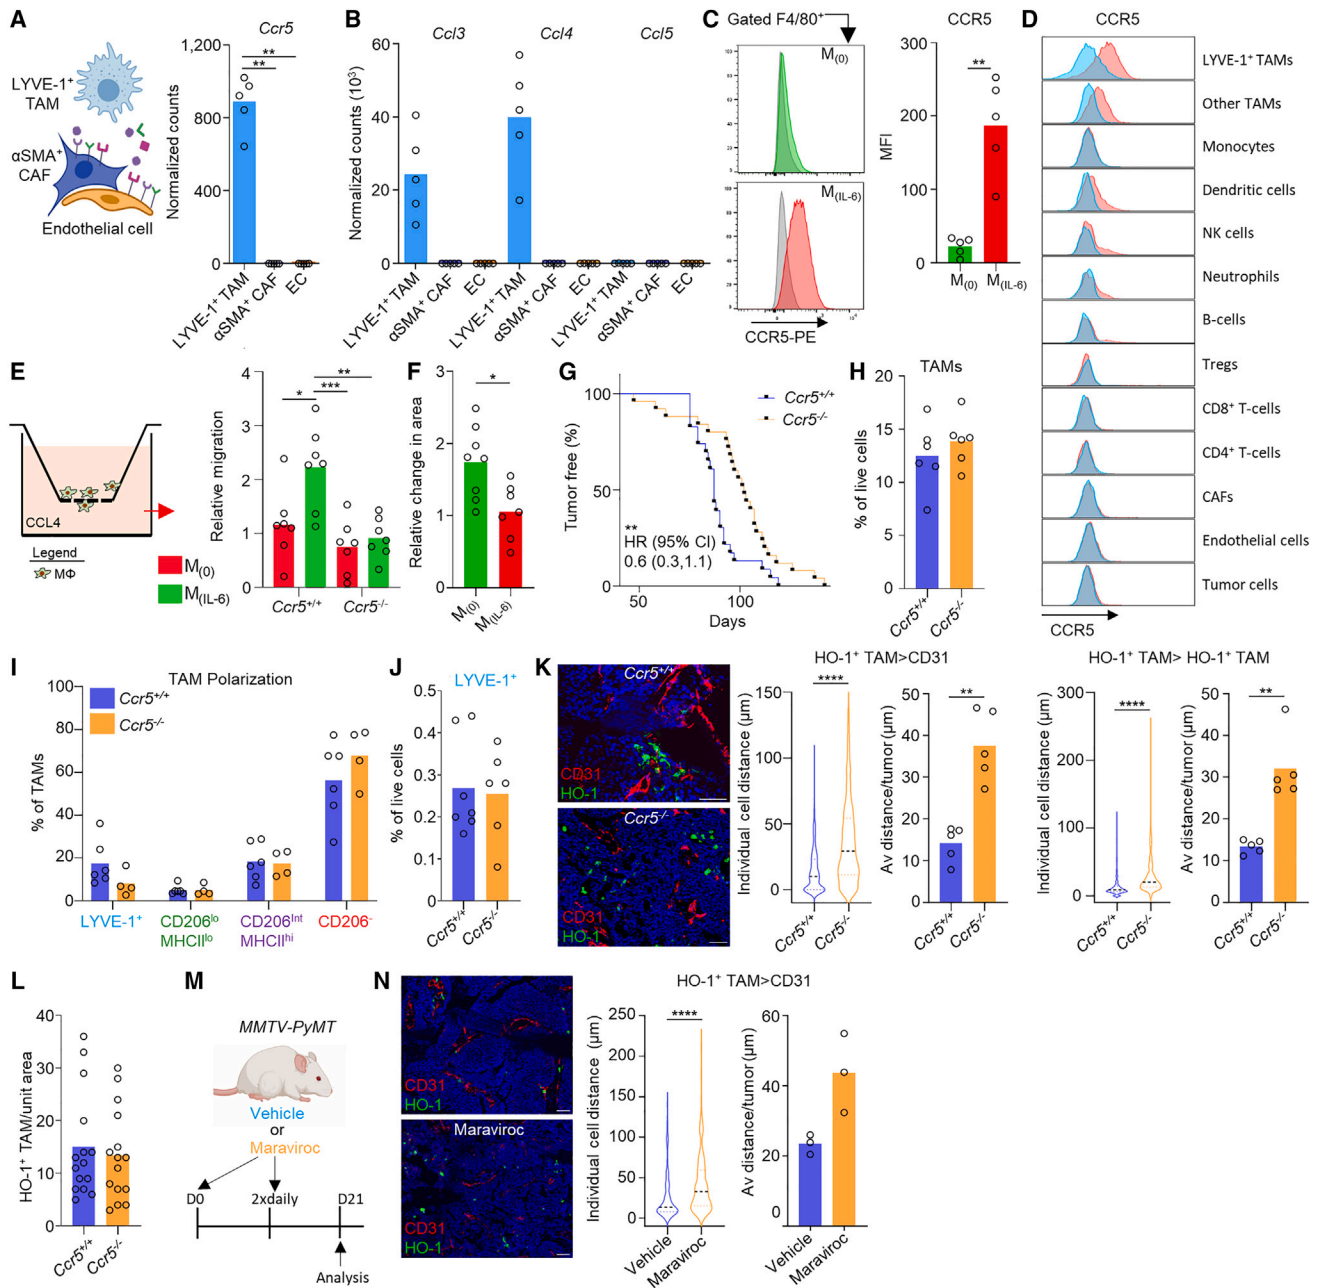 A
LYVE-1+
TAM
αSMA+
CAF
Endothelial cell
Ccr5
Normalized counts
1,200
800
400
0
**
**
LYVE-1+ TAM
αSMA+ CAF
EC
B
Ccl3
Ccl4
Ccl5
Normalized counts (10³)
60
40
20
0
LYVE-1+ TAM
αSMA+ CAF
EC
LYVE-1+ TAM
αSMA+ CAF
EC
LYVE-1+ TAM
αSMA+ CAF
EC
C
Gated F4/80+
M(0)
M(IL-6)
CCR5-PE
CCR5
MFI
300
200
100
0
**
M(0)
M(IL-6)
D
CCR5
LYVE-1+ TAMs
Other TAMs
Monocytes
Dendritic cells
NK cells
Neutrophils
B-cells
Tregs
CD8+ T-cells
CD4+ T-cells
CAFs
Endothelial cells
Tumor cells
CCR5
E
CCL4
Legend
MΦ
M(0)
M(IL-6)
Relative migration
4
3
2
1
0
*
**
***
Ccr5+/+
Ccr5-/-
F
Relative change in area
3
2
1
0
*
M(0)
M(IL-6)
G
Tumor free (%)
100
50
0
Ccr5+/+
Ccr5-/-
**
HR (95% CI)
0.6 (0.3,1.1)
50
100
Days
H
TAMs
% of live cells
20
15
10
5
0
Ccr5+/+
Ccr5-/-
I
TAM Polarization
Ccr5+/+
Ccr5-/-
% of TAMs
100
80
60
40
20
0
LYVE-1+
CD206lo
MHCIIlo
CD206Int
MHCIIhi
CD206-
J
LYVE-1+
% of live cells
0.5
0.4
0.3
0.2
0.1
0
Ccr5+/+
Ccr5-/-
K
Ccr5+/+
CD31
HO-1
Ccr5-/-
CD31
HO-1
HO-1+ TAM>CD31
Individual cell distance (µm)
150
100
50
0
****
Ccr5+/+
Ccr5-/-
Av distance/tumor (µm)
50
40
30
20
10
0
**
Ccr5+/+
Ccr5-/-
HO-1+ TAM> HO-1+ TAM
Individual cell distance (µm)
300
200
100
0
****
Ccr5+/+
Ccr5-/-
Av distance/tumor (µm)
50
40
30
20
10
0
**
Ccr5+/+
Ccr5-/-
L
HO-1+ TAM/unit area
40
30
20
10
0
Ccr5+/+
Ccr5-/-
M
MMTV-PyMT
Vehicle
or
Maraviroc
D0
2xdaily
D21
Analysis
N
CD31
HO-1
Maraviroc
CD31
HO-1
HO-1+ TAM>CD31
Individual cell distance (µm)
250
200
150
100
50
0
****
Vehicle
Maraviroc
Av distance/tumor (µm)
60
40
20
0
Vehicle
Maraviroc